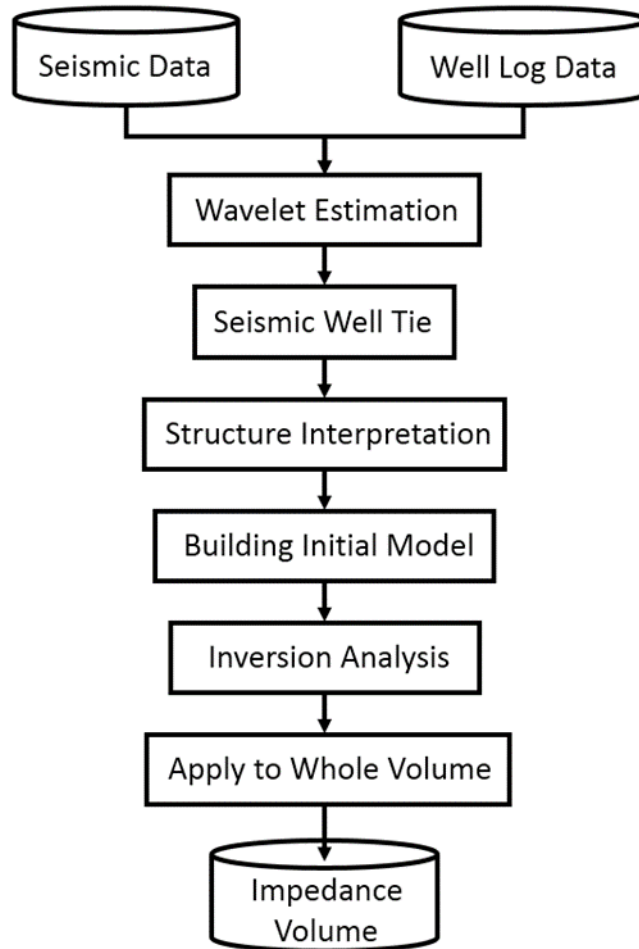 Seismic Data
Well Log Data
Wavelet Estimation
Seismic Well Tie
Structure Interpretation
Building Initial Model
Inversion Analysis
Apply to Whole Volume
Impedance
Volume